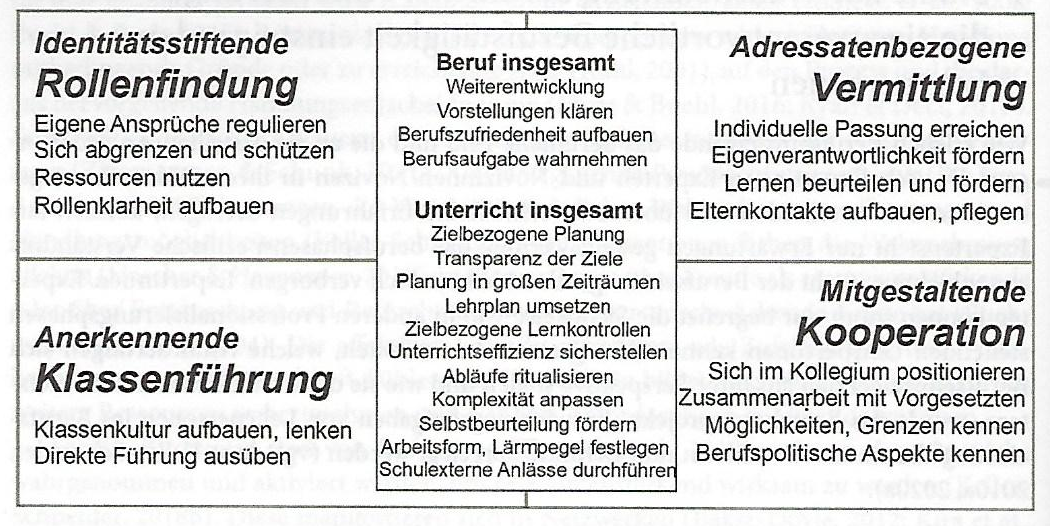 Identitätsstiftende
Rollenfindung
Eigene Ansprüche regulieren
Sich abgrenzen und schützen
Ressourcen nutzen
Rollenklarheit aufbauen
Anerkennende
Klassenführung
Klassenkultur aufbauen, lenken
Direkte Führung ausüben
Beruf insgesamt
Weiterentwicklung
Vorstellungen klären
Berufszufriedenheit aufbauen
Berufsaufgabe wahrnehmen
Unterricht insgesamt
Zielbezogene Planung
Transparenz der Ziele
Planung in großen Zeiträumen
Lehrplan umsetzen
Zielbezogene Lernkontrollen
Unterrichtseffizienz sicherstellen
Abläufe ritualisieren
Komplexität anpassen
Selbstbeurteilung fördern
Arbeitsform, Lärmpegel festlegen
Schulexterne Anlässe durchführen
Adressatenbezogene
Vermittlung
Individuelle Passung erreichen
Eigenverantwortlichkeit fördern
Lernen beurteilen und fördern
Elternkontakte aufbauen, pflegen
Mitgestaltende
Kooperation
Sich im Kollegium positionieren
Zusammenarbeit mit Vorgesetzten
Möglichkeiten, Grenzen kennen
Berufspolitische Aspekte kennen